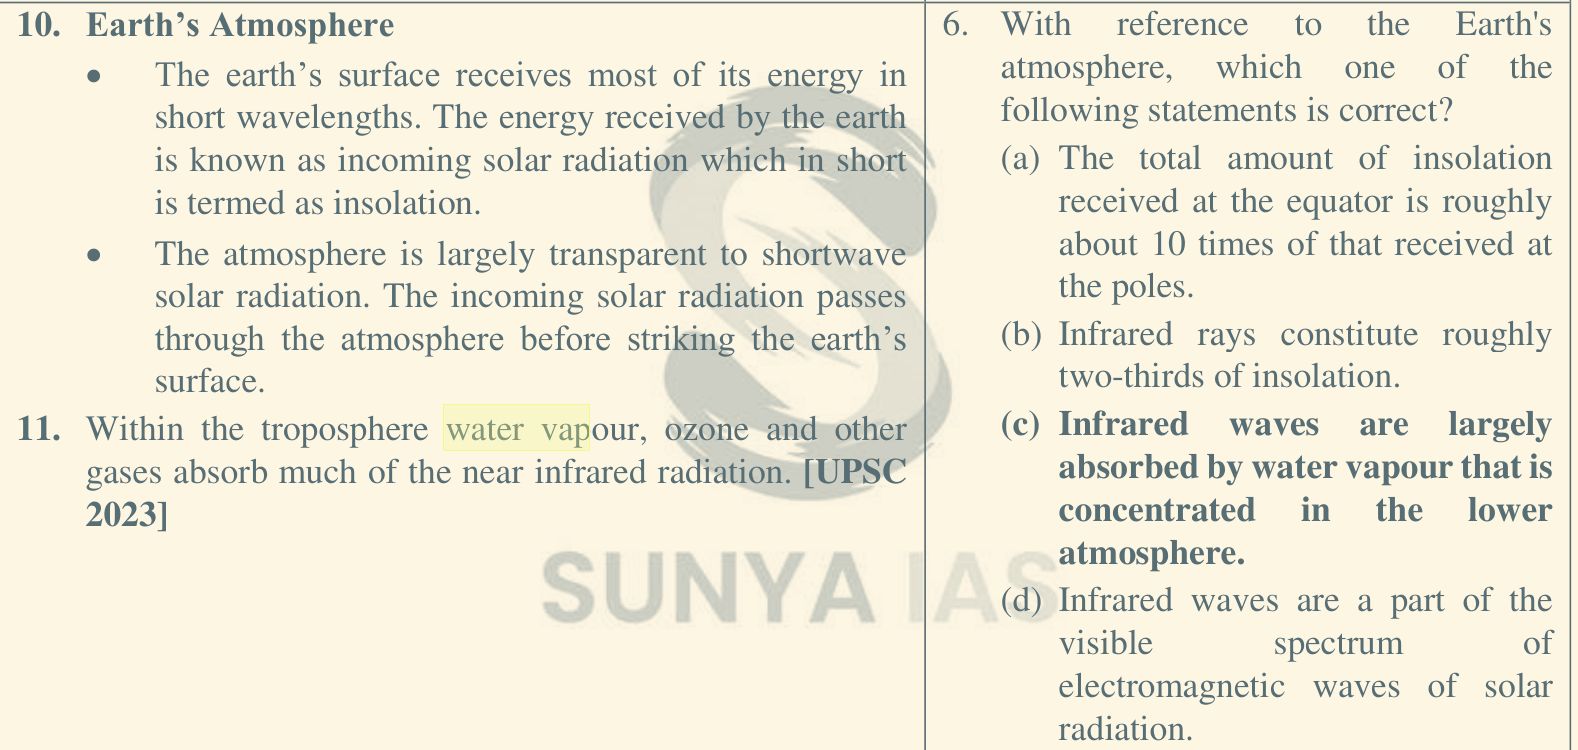 10. Earth’s Atmosphere
• The earth’s surface receives most of its energy in
short wavelengths. The energy received by the earth
is known as incoming solar radiation which in short
is termed as insolation.
• The atmosphere is largely transparent to shortwave
solar radiation. The incoming solar radiation passes
through the atmosphere before striking the earth’s
surface.
11. Within the troposphere water vapour, ozone and other
gases absorb much of the near infrared radiation. [UPSC
2023]
6. With reference to the Earth's
atmosphere, which one of the
following statements is correct?
(a) The total amount of insolation
received at the equator is roughly
about 10 times of that received at
the poles.
(b) Infrared rays constitute roughly
two-thirds of insolation.
(c) Infrared waves are largely
absorbed by water vapour that is
concentrated in the lower
atmosphere.
(d) Infrared waves are a part of the
visible spectrum of
electromagnetic waves of solar
radiation.
SUNYA IAS